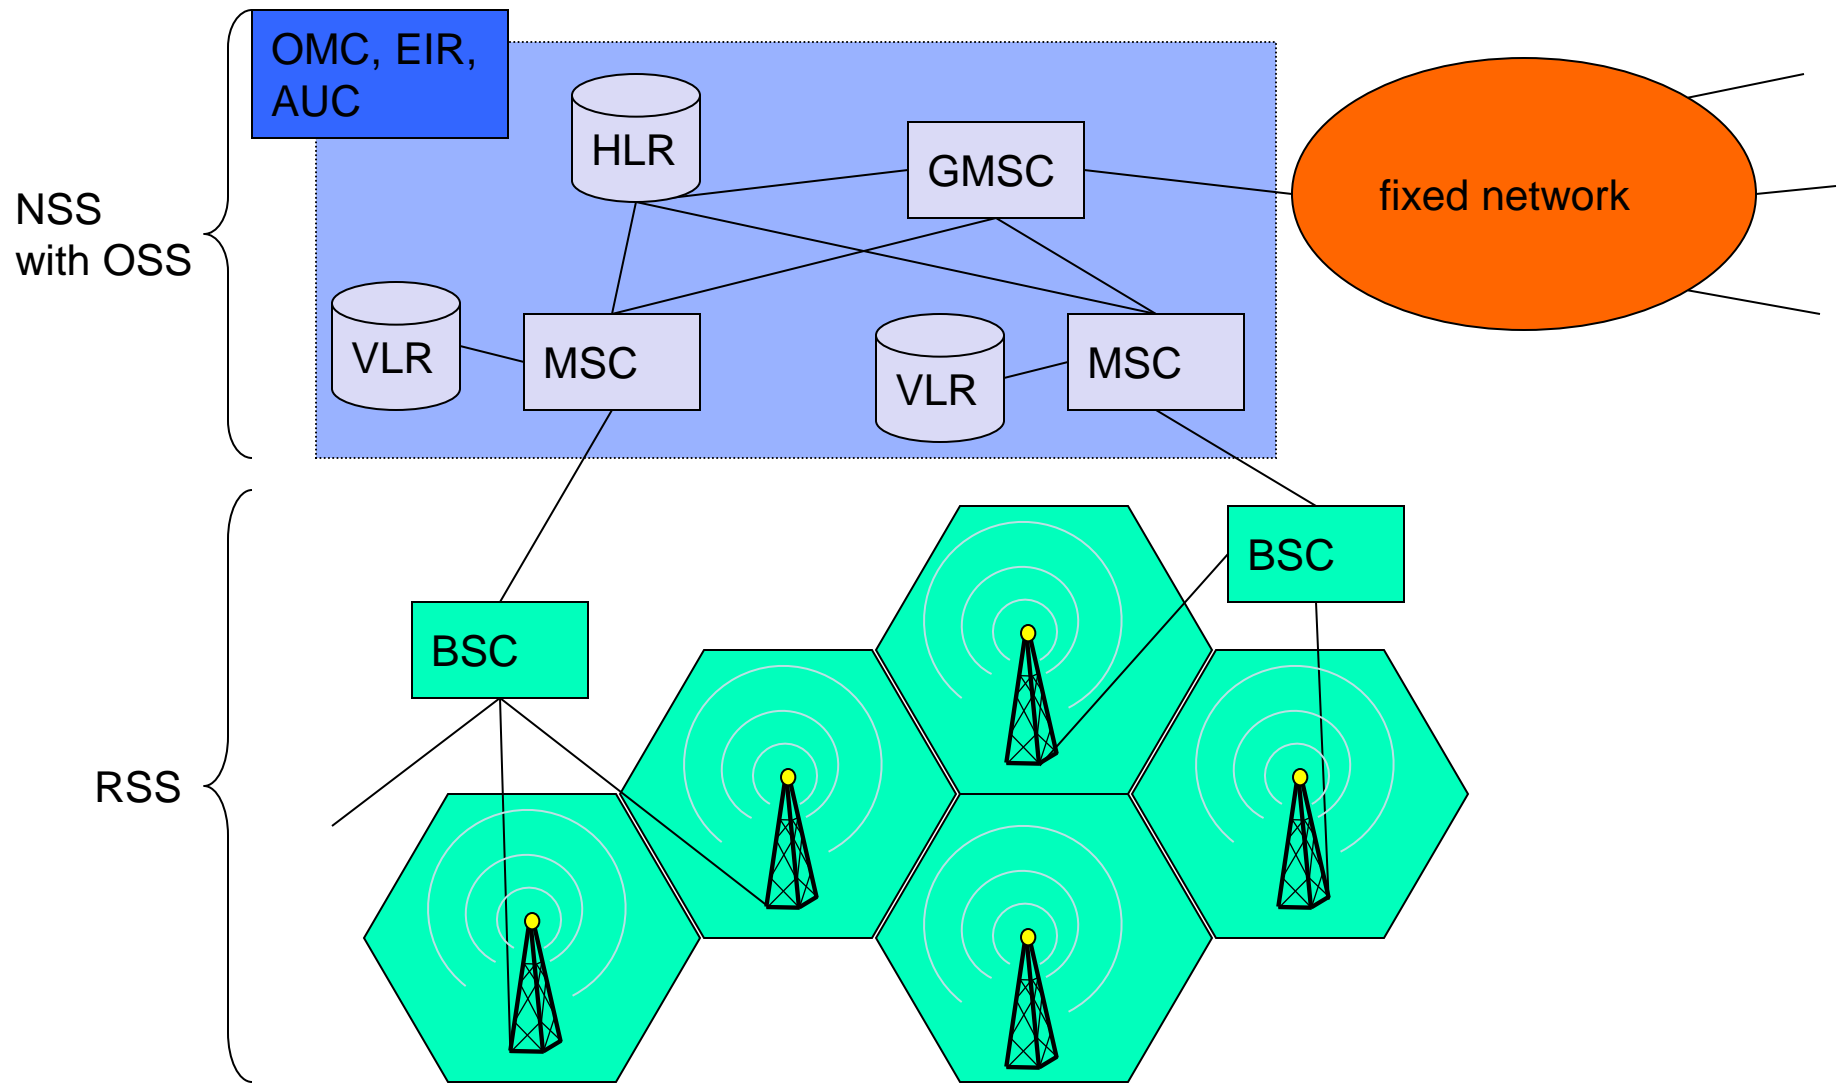 OMC, EIR,
AUC
HLR
GMSC
fixed network
NSS
with OSS
VLR
MSC
VLR
MSC
BSC
BSC
RSS